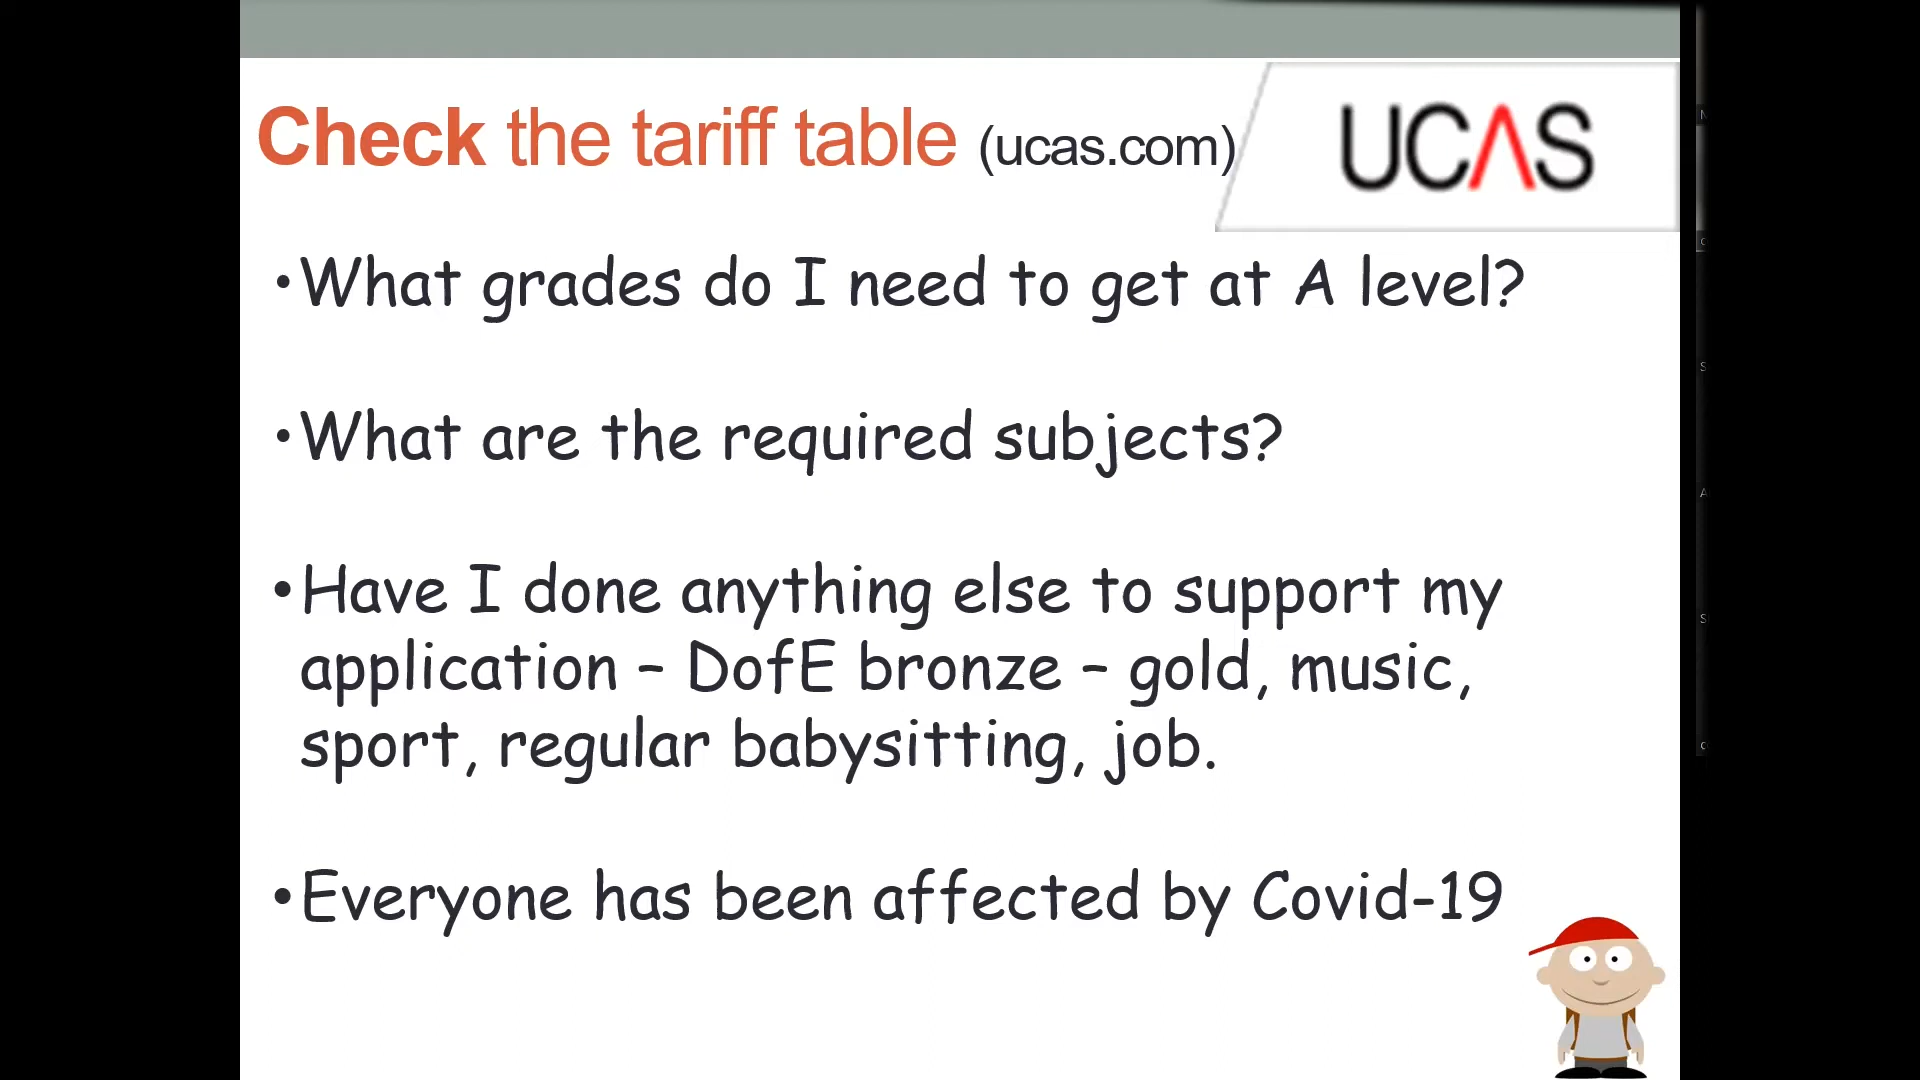 Check the tariff table (ucas.com)
UCAS
•What grades do I need to get at A level?
•What are the required subjects?
•Have I done anything else to support my
application – DofE bronze – gold, music,
sport, regular babysitting, job.
•Everyone has been affected by Covid-19